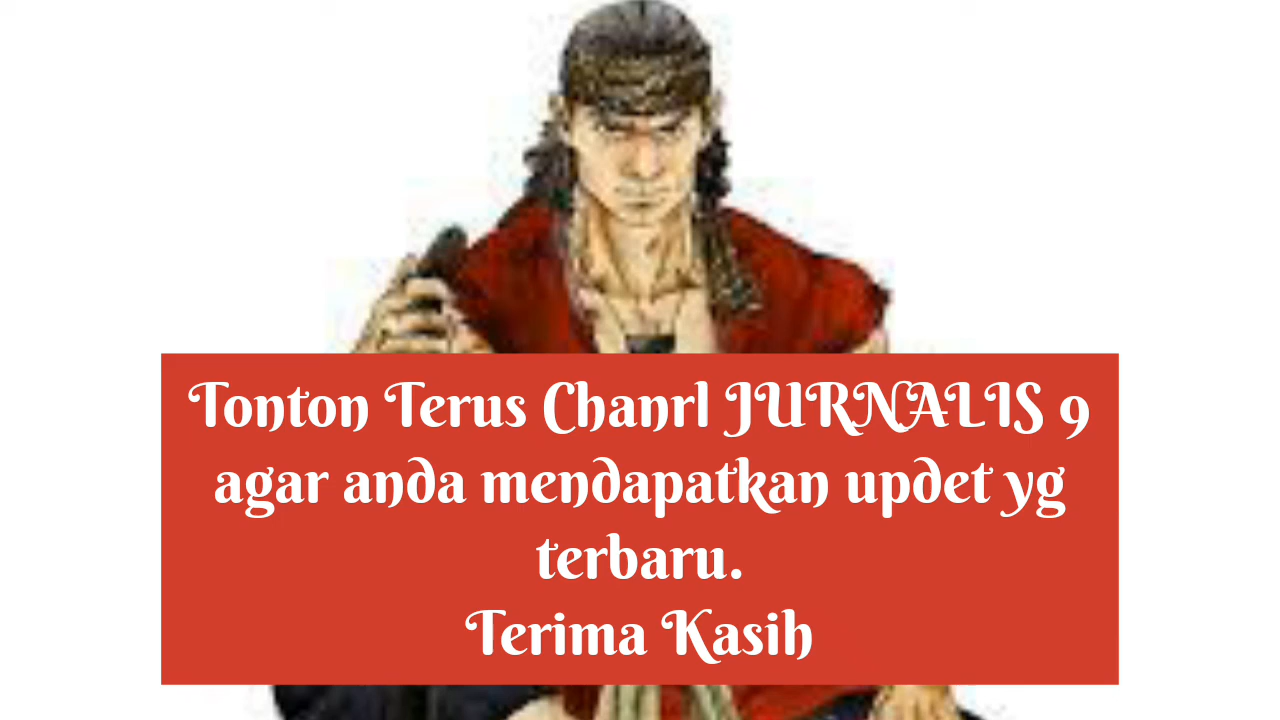 Tonton Terus Chanrl JURNALIS 9
agar anda mendapatkan updet yg
terbaru.
Terima Kasih